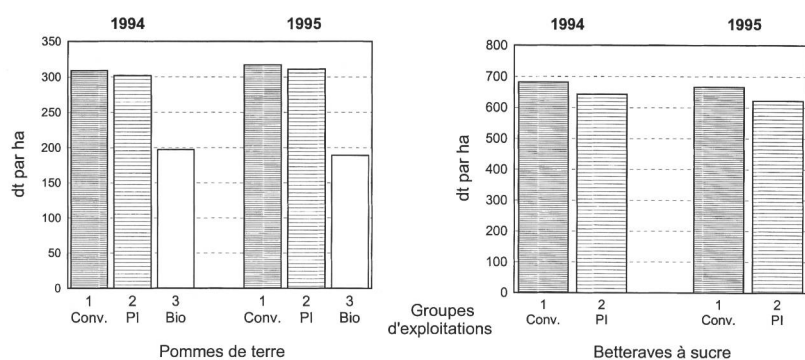 1994 1995
350
300
250
200
150
100
50
0
dt par ha
1 2 3 1 2 3
Conv. PI Bio Conv. PI Bio
Pommes de terre
Groupes
d'exploitations
1994 1995
800
700
600
500
400
300
200
100
0
dt par ha
1 2 1 2
Conv. PI Conv. PI
Betteraves à sucre